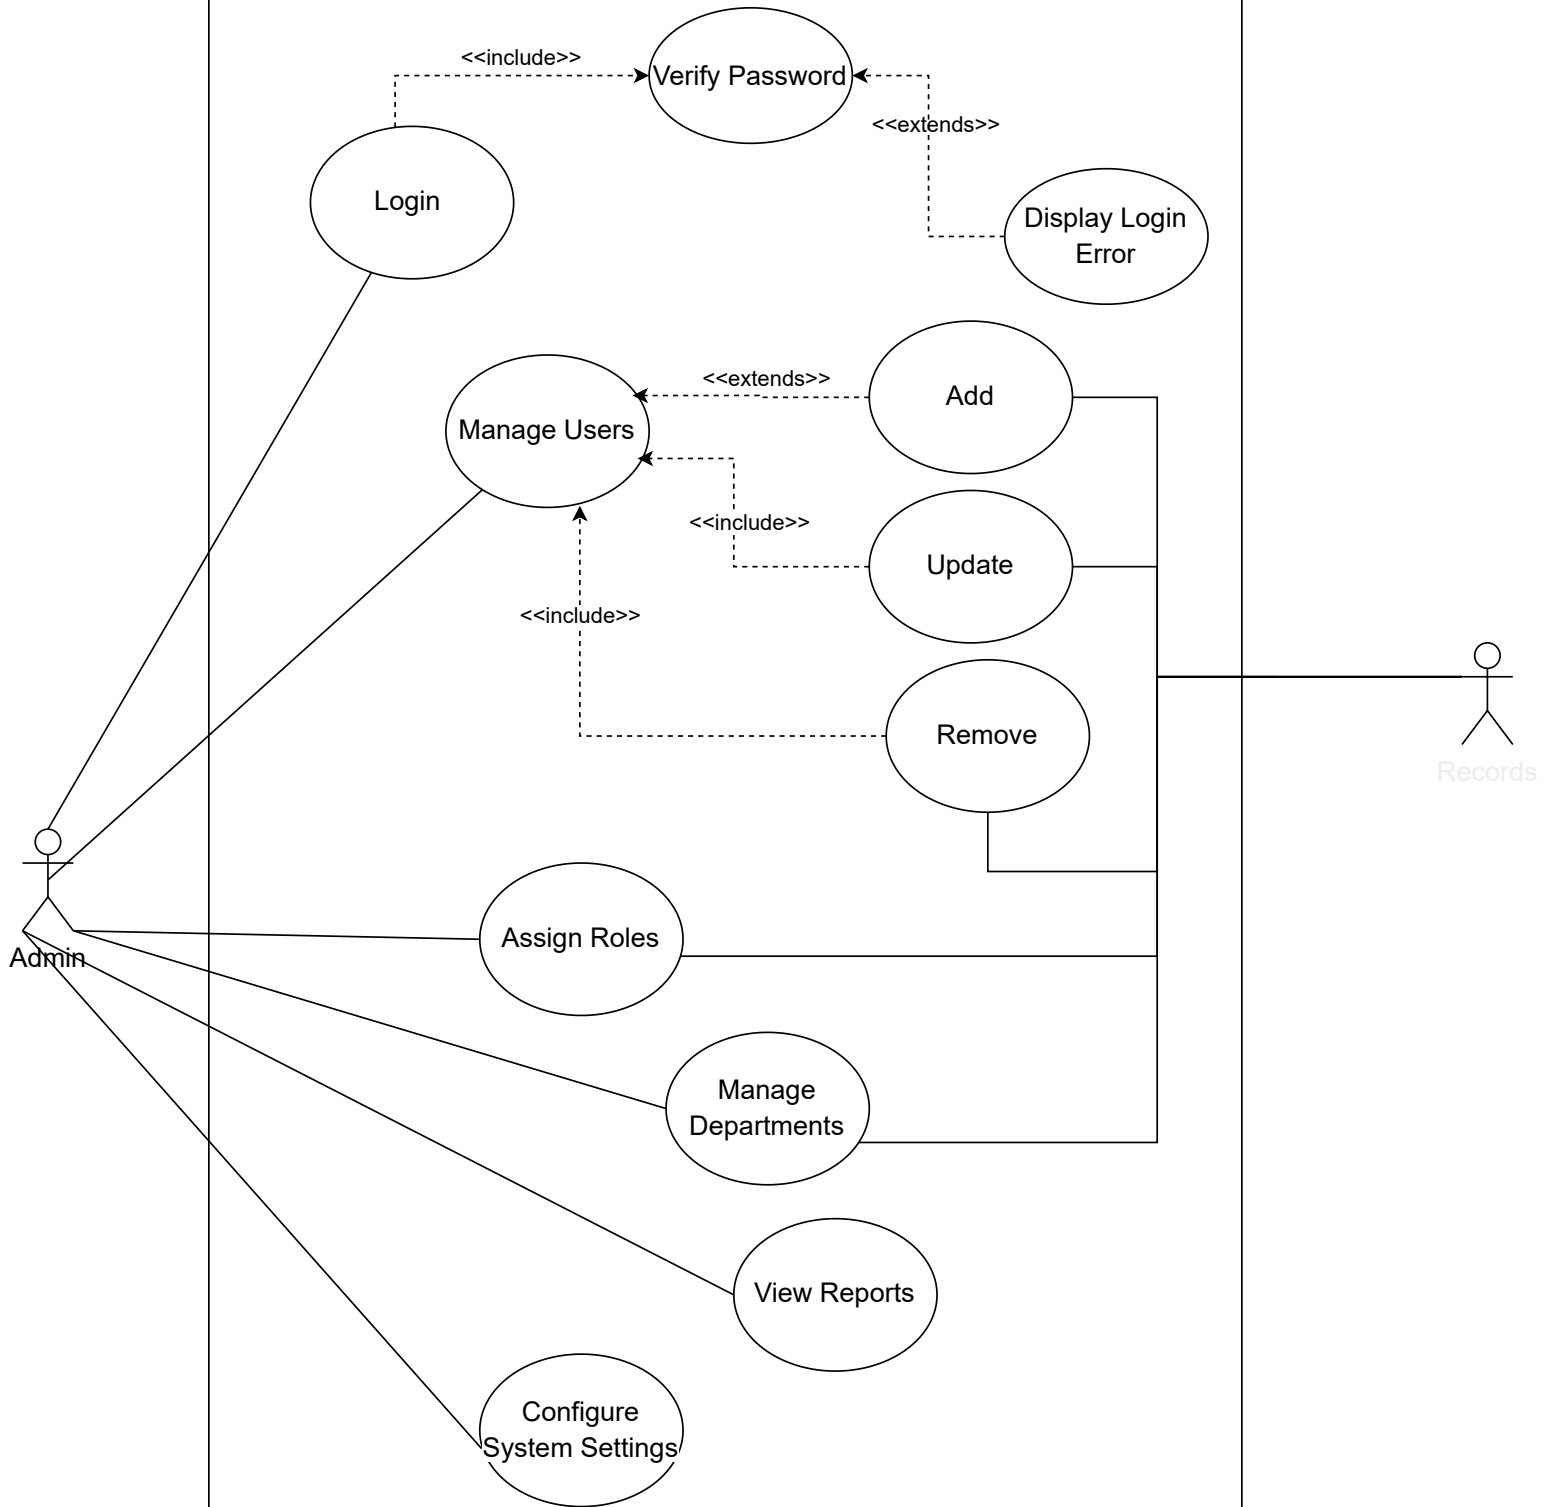 <<include>>
Verify Password
<<extends>>
Login
Display Login
Error
<<extends>>
Add
Manage Users
<<include>>
Update
<<include>>
Remove
Records
Admin
Assign Roles
Manage
Departments
View Reports
Configure
System Settings